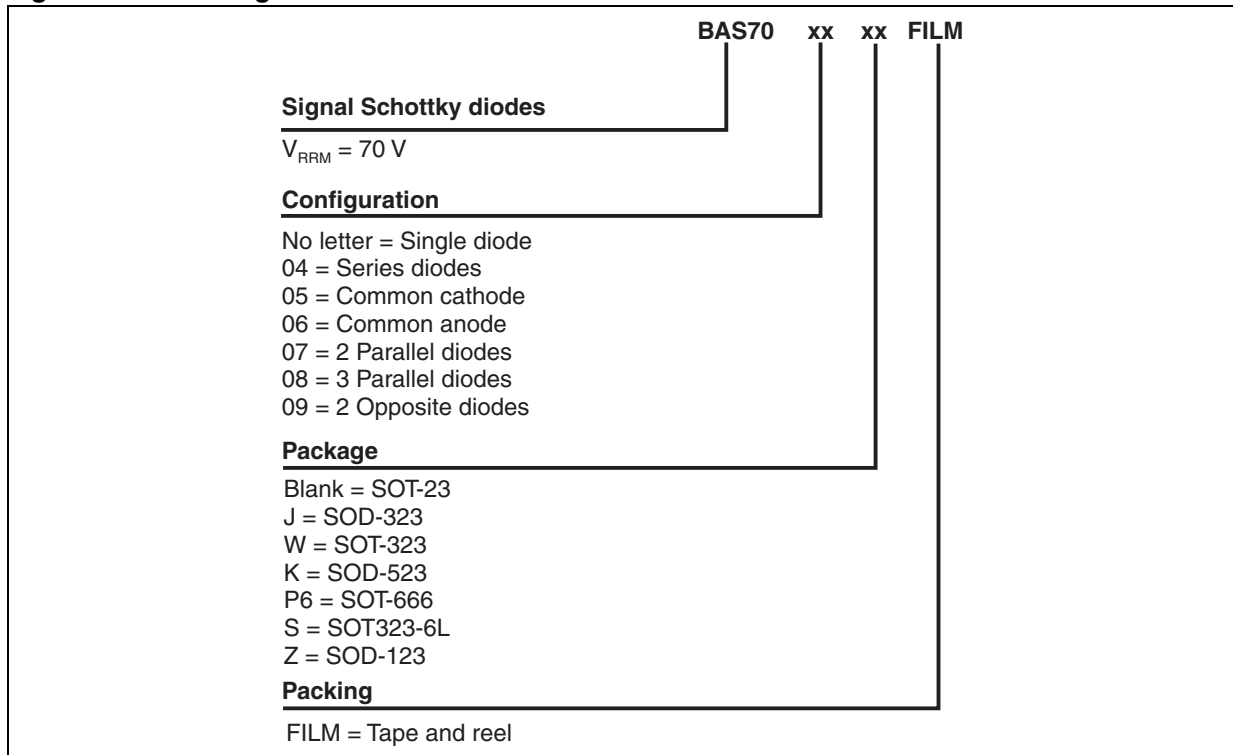 BAS70 xx xx FILM
Signal Schottky diodes
VRRM = 70 V
Configuration
No letter = Single diode
04 = Series diodes
05 = Common cathode
06 = Common anode
07 = 2 Parallel diodes
08 = 3 Parallel diodes
09 = 2 Opposite diodes
Package
Blank = SOT-23
J = SOD-323
W = SOT-323
K = SOD-523
P6 = SOT-666
S = SOT323-6L
Z = SOD-123
Packing
FILM = Tape and reel